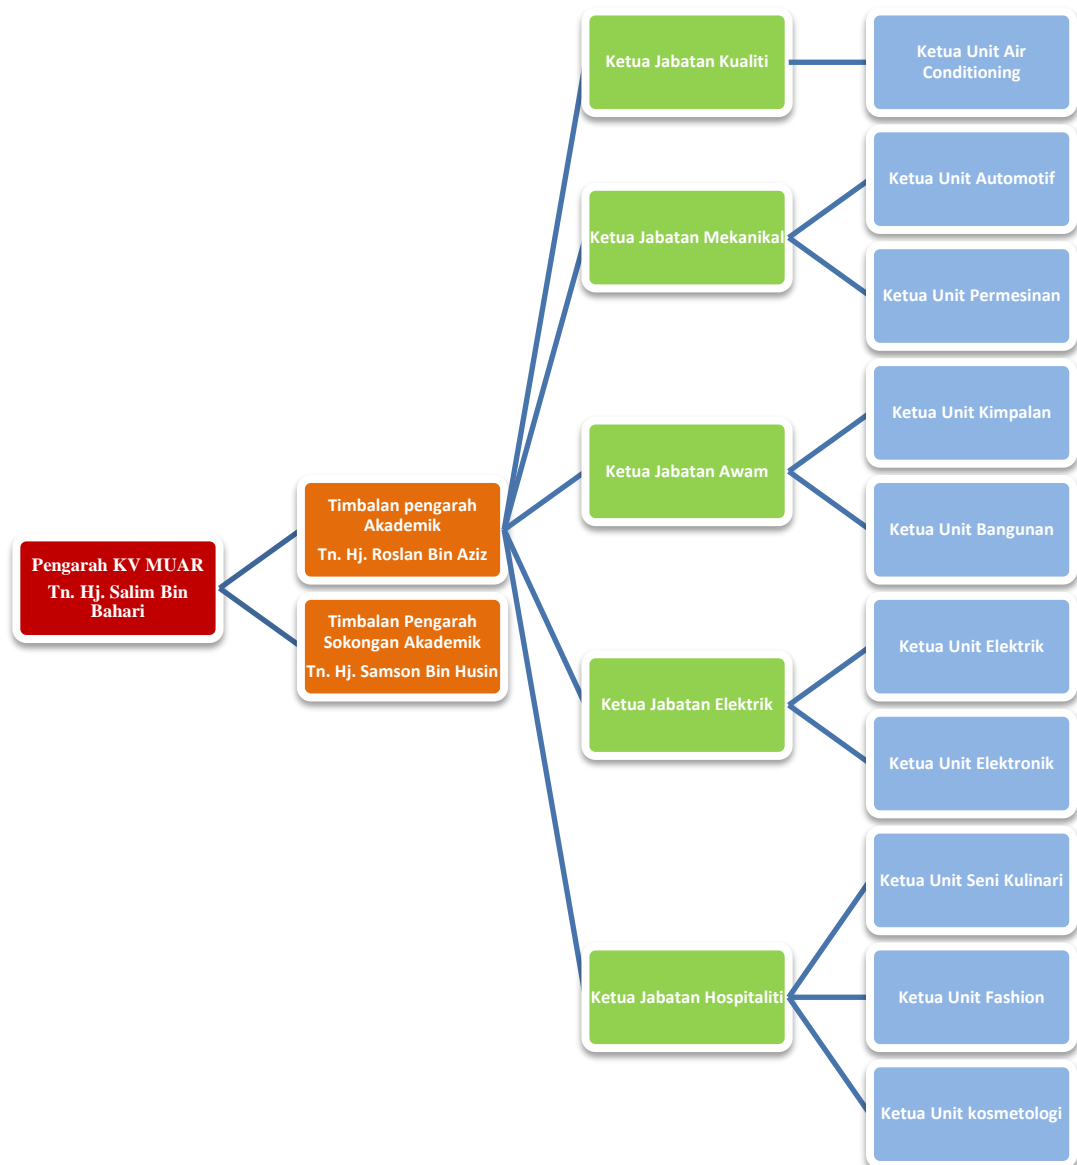 Pengarah KV MUAR
Tn. Hj. Salim Bin
Bahari
Timbalan pengarah
Akademik
Tn. Hj. Roslan Bin Aziz
Timbalan Pengarah
Sokongan Akademik
Tn. Hj. Samson Bin Husin
Ketua Jabatan Kualiti
Ketua Unit Air
Conditioning
Ketua Jabatan Mekanikal
Ketua Unit Automotif
Ketua Unit Permesinan
Ketua Jabatan Awam
Ketua Unit Kimpalan
Ketua Unit Bangunan
Ketua Jabatan Elektrik
Ketua Unit Elektrik
Ketua Unit Elektronik
Ketua Jabatan Hospitaliti
Ketua Unit Seni Kulinari
Ketua Unit Fashion
Ketua Unit kosmetologi